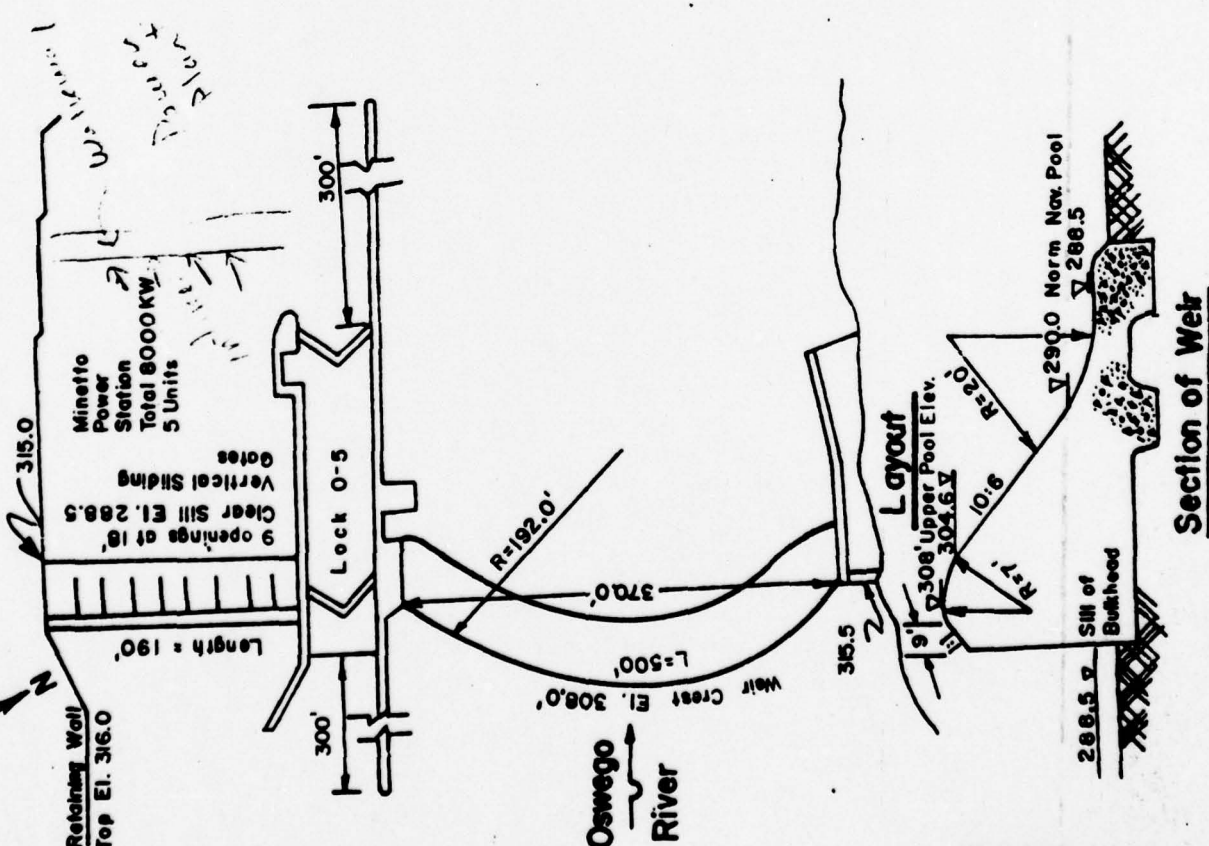 Retaining Wall
Top El. 316.0
N
315.0
Length = 190'
9 openings at 18'
Clear Sill El. 288.5
Vertical Sliding
Gates
Minetto
Power
Station
Total 8000KW
5 Units
Power
300'
Lock O-5
300'
R=192.0'
370.0'
L=500'
Weir Crest El. 308.0'
Oswego
River
315.5
Layout
308' Upper Pool Elev.
304.6
9'
R=7'
10:6
R=20'
290.0 Norm Nav. Pool
288.5
288.5
Sill of
Bulkhead
Section of Weir